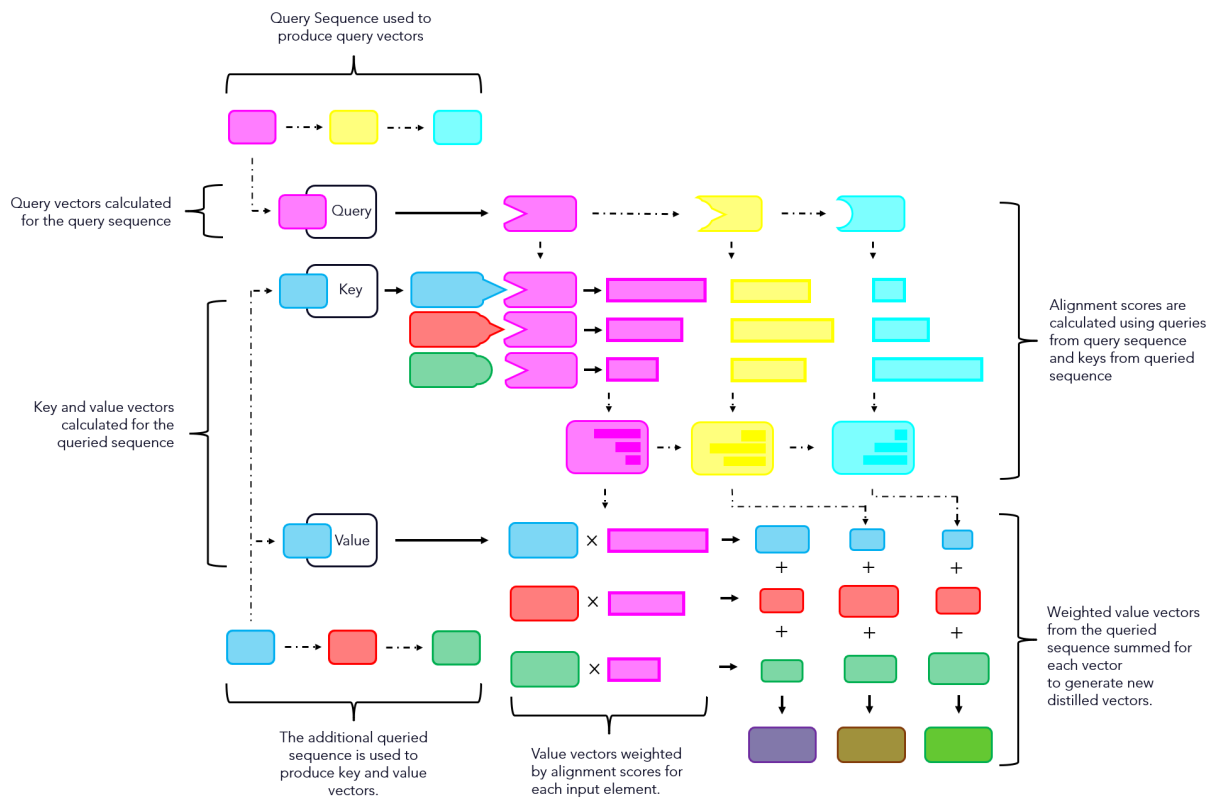 Query Sequence used to
produce query vectors
Query vectors calculated
for the query sequence
Query
Key
Alignment scores are
calculated using queries
from query sequence
and keys from queried
sequence
Key and value vectors
calculated for the
queried sequence
Value
×
×
×
+
+
+
+
+
+
Weighted value vectors
from the queried
sequence summed for
each vector
to generate new
distilled vectors.
The additional queried
sequence is used to
produce key and value
vectors.
Value vectors weighted
by alignment scores for
each input element.